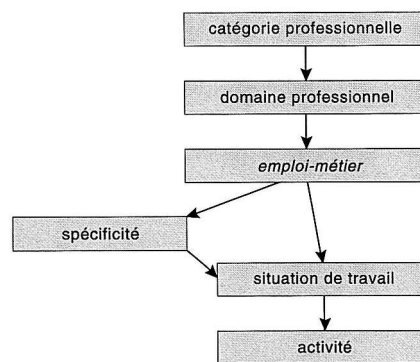 catégorie professionnelle
domaine professionnel
emploi-métier
spécificité
situation de travail
activité